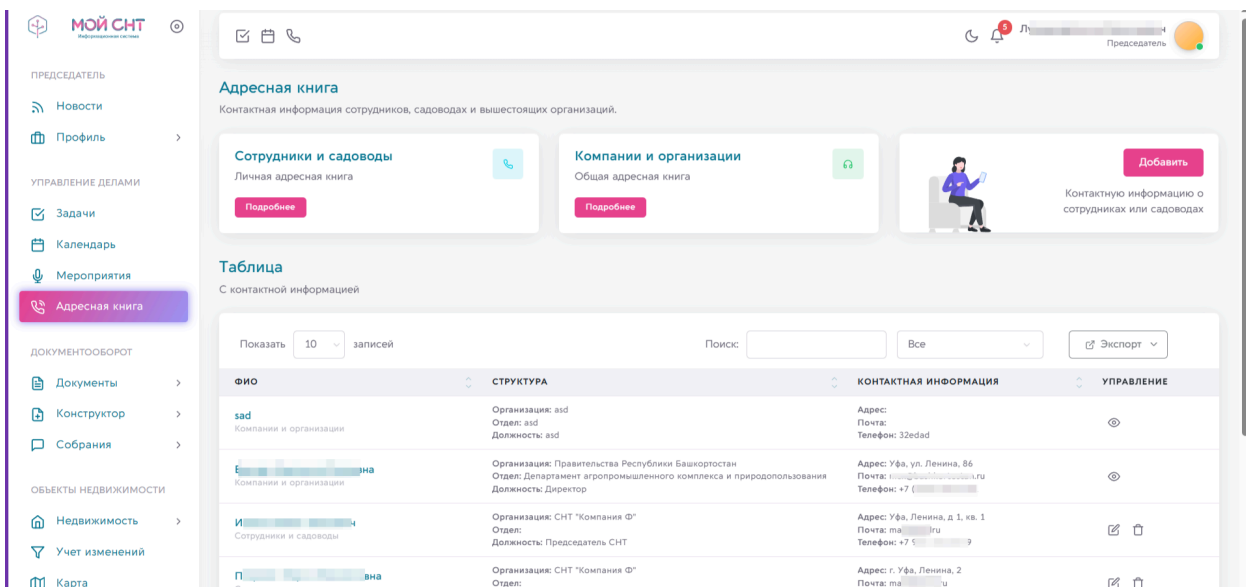 МОЙ СНТ
Информационная система
ПРЕДСЕДАТЕЛЬ
Новости
Профиль
УПРАВЛЕНИЕ ДЕЛАМИ
Задачи
Календарь
Мероприятия
Адресная книга
ДОКУМЕНТООБОРОТ
Документы
Конструктор
Собрания
ОБЪЕКТЫ НЕДВИЖИМОСТИ
Недвижимость
Учет изменений
Карта
5
Председатель
Адресная книга
Контактная информация сотрудников, садоводах и вышестоящих организаций.
Сотрудники и садоводы
Личная адресная книга
Подробнее
Компании и организации
Общая адресная книга
Подробнее
Добавить
Контактную информацию о
сотрудниках или садоводах
Таблица
С контактной информацией
Показать 10 записей
Поиск: Все Экспорт
ФИО СТРУКТУРА КОНТАКТНАЯ ИНФОРМАЦИЯ УПРАВЛЕНИЕ
sad
Компании и организации
Организация: asd
Отдел: asd
Должность: asd
Адрес:
Почта:
Телефон: 32edad
Компании и организации
Организация: Правительства Республики Башкортостан
Отдел: Департамент агропромышленного комплекса и природопользования
Должность: Директор
Адрес: Уфа, ул. Ленина, 86
Почта:
Телефон: +7
Сотрудники и садоводы
Организация: СНТ "Компания Ф"
Отдел:
Должность: Председатель СНТ
Адрес: Уфа, Ленина, д 1, кв. 1
Почта:
Телефон: +7
Организация: СНТ "Компания Ф"
Отдел:
Адрес: г. Уфа, Ленина, 2
Почта: